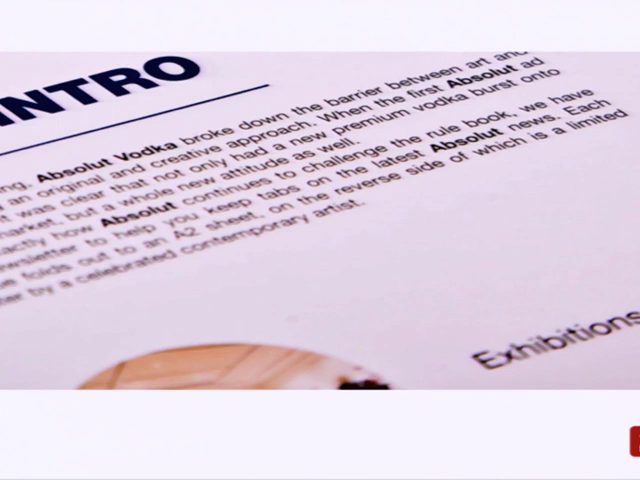 INTRO
Absolut Vodka broke down the barrier between art and
an original and creative approach. When the first Absolut ad
it was clear that not only had a new premium vodka burst onto
market, but a whole new attitude as well.
exactly how Absolut continues to challenge the rule book, we have
newsletter to help you keep tabs on the latest Absolut news. Each
folds out to an A2 sheet, on the reverse side of which is a limited
by a celebrated contemporary artist.
Exhibitions